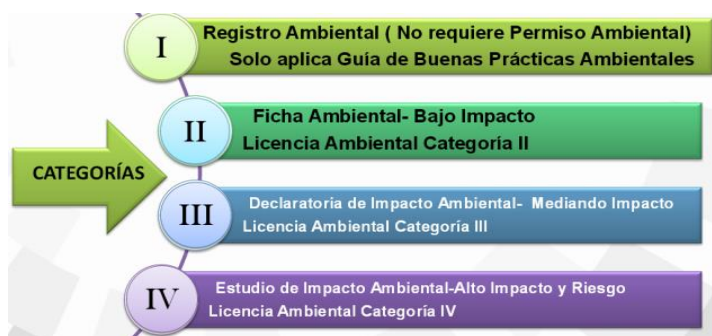 I
Registro Ambiental ( No requiere Permiso Ambiental)
Solo aplica Guía de Buenas Prácticas Ambientales
II
Ficha Ambiental- Bajo Impacto
Licencia Ambiental Categoría II
CATEGORÍAS
III
Declaratoria de Impacto Ambiental- Mediando Impacto
Licencia Ambiental Categoría III
IV
Estudio de Impacto Ambiental-Alto Impacto y Riesgo
Licencia Ambiental Categoría IV